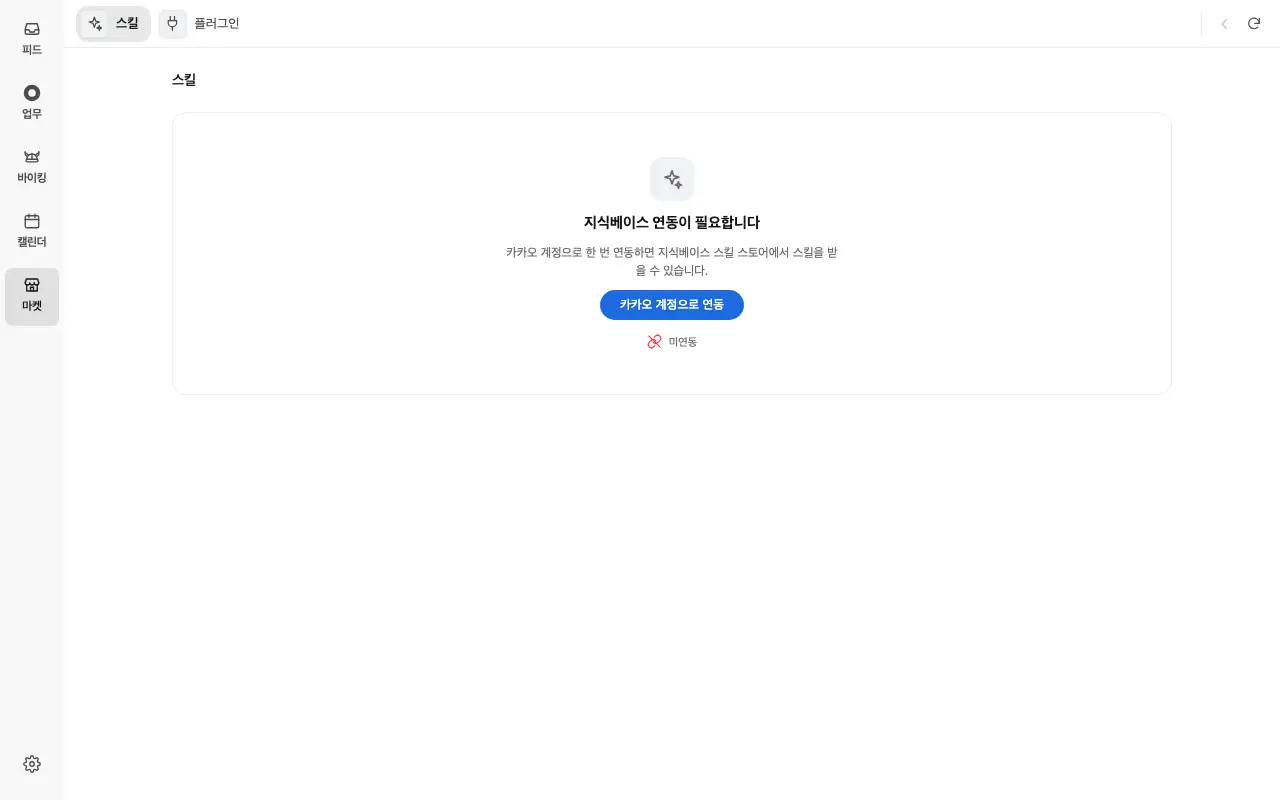 스킬
플러그인
피드
업무
바이킹
캘린더
마켓
스킬
지식베이스 연동이 필요합니다
카카오 계정으로 한 번 연동하면 지식베이스 스킬 스토어에서 스킬을 받
을 수 있습니다.
카카오 계정으로 연동
미연동